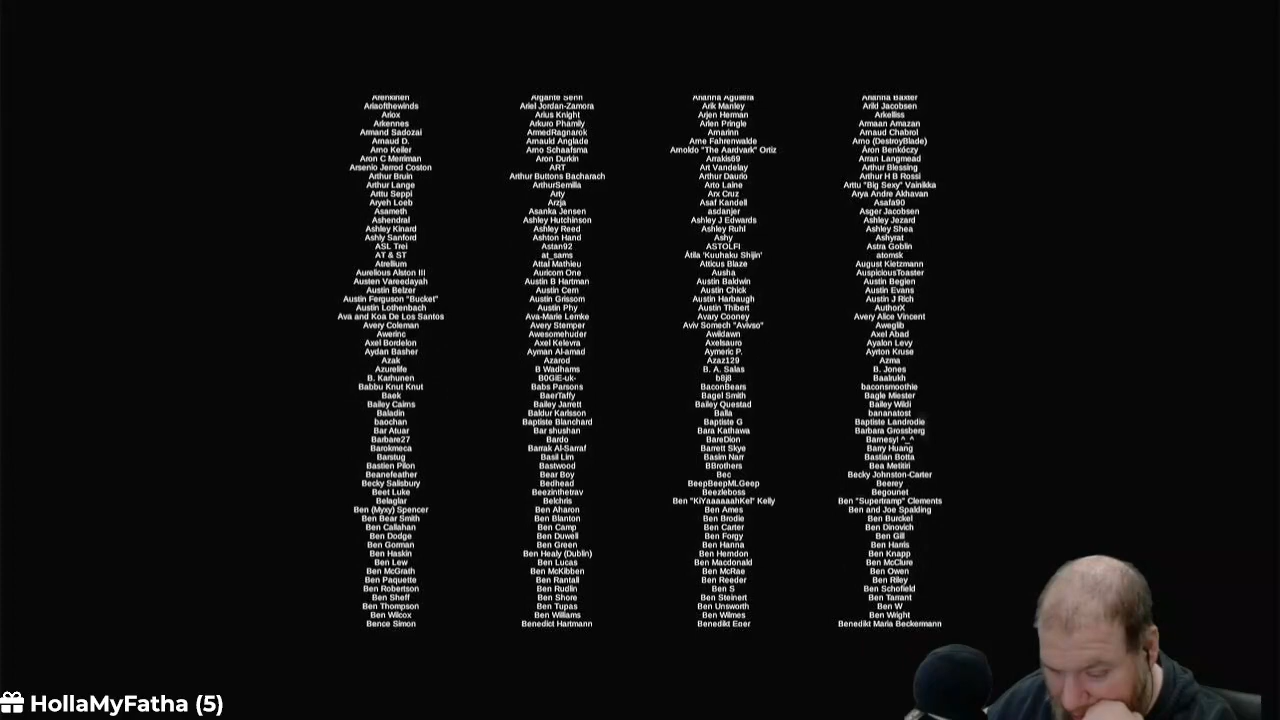 Arenkinen Argante Senn Arianna Aguilera Arianna Baxter
Ariaofthewinds Ariel Jordan-Zamora Arik Manley Arild Jacobsen
Ariox Arius Knight Arjen Herman Arkelliss
Arkennes Arkuro Phamily Arlen Pringle Armaan Amazan
Armand Sadozai ArmedRagnarok Amarinn Arnaud Chabrol
Arnaud D. Arnauld Anglade Arne Fahrenwalde Arno (DestroyBlade)
Arno Keiler Arno Schaafsma Arnoldo "The Aardvark" Ortiz Áron Benkóczy
Aron C Merriman Aron Durkin Arrakis69 Arran Langmead
Arsenio Jerrod Coston ART Art Vandelay Arthur Blessing
Arthur Bruin Arthur Buttons Bacharach Arthur Daurio Arthur H B Rossi
Arthur Lange ArthurSemilla Arto Laine Arttu "Big Sexy" Vainikka
Arttu Seppi Arty Arx Cruz Arya Andre Akhavan
Aryeh Loeb Arzja Asaf Kandell Asafa90
Asameth Asanka Jensen asdanjer Asger Jacobsen
Ashendral Ashley Hutchinson Ashley J Edwards Ashley Jezard
Ashley Kinard Ashley Reed Ashley Ruhl Ashley Shea
Ashly Sanford Ashton Hand Ashy Ashyrat
ASL Trei Astan92 ASTOLFI Astra Goblin
AT & ST at_sams Átila 'Kuuhaku Shijin' atomsk
Atrellium Attal Mathieu Atticus Blaze August Kietzmann
Aurelious Alston III Auricom One Ausha AuspiciousToaster
Austen Vareedayah Austin B Hartman Austin Baldwin Austin Begien
Austin Belzer Austin Cern Austin Chick Austin Evans
Austin Ferguson "Bucket" Austin Grissom Austin Harbaugh Austin J Rich
Austin Lothenbach Austin Phy Austin Thibert AuthorX
Ava and Koa De Los Santos Ava-Marie Lemke Avary Cooney Avery Alice Vincent
Avery Coleman Avery Stemper Aviv Somech "Avivso" Aweglib
Awerinc Awesomehuder Awildawn Axel Abad
Axel Bordelon Axel Kelevra Axelsauro Ayalon Levy
Aydan Basher Ayman Al-amad Aymeric P. Ayrton Kruse
Azak Azarod Azaz129 Azma
Azurelife B Wadhams B. A. Salas B. Jones
B. Karhunen B0GiE-uk- b8j8 Baalrukh
Babbu Knut Knut Babs Parsons BaconBears baconsmoothie
Baek BaerTaffy Bagel Smith Bagle Miester
Bailey Cairns Bailey Jarrett Bailey Questad Bailey Wildi
Baladin Baldur Karlsson Balla bananatost
baochan Baptiste Blanchard Baptiste G Baptiste Landrodie
Bar Atuar Bar shushan Bara Kathawa Barbara Grossberg
Barbare27 Bardo BareDion Barnesy! ^_^
Barokmeca Barrak Al-Sarraf Barrett Skye Barry Huang
Barstug Basil Lim Basim Narr Bastian Botta
Bastien Pilon Bastwood BBrothers Bea Metitiri
Beanefeather Bear Boy Bec Becky Johnston-Carter
Becky Salisbury Bedhead BeepBeepMLGeep Beerey
Beet Luke Beezinthetrav Beezleboss Begounet
Belaglar Belchris Ben "KiYaaaaaahKel" Kelly Ben "Supertramp" Clements
Ben (Myxy) Spencer Ben Aharon Ben Ames Ben and Joe Spalding
Ben Bear Smith Ben Blanton Ben Brodie Ben Burckel
Ben Callahan Ben Camp Ben Carter Ben Dinovich
Ben Dodge Ben Duwell Ben Forgy Ben Gill
Ben Gorman Ben Green Ben Hanna Ben Harris
Ben Haskin Ben Healy (Dublin) Ben Herndon Ben Knapp
Ben Lew Ben Lucas Ben Macdonald Ben McClure
Ben McGrath Ben McKibben Ben McRae Ben Owen
Ben Paquette Ben Rantall Ben Reeder Ben Riley
Ben Robertson Ben Rudlin Ben S Ben Schofield
Ben Sheff Ben Shore Ben Steinert Ben Tarrant
Ben Thompson Ben Tupas Ben Unsworth Ben W
Ben Wilcox Ben Williams Ben Wilmes Ben Wright
Bence Simon Benedict Hartmann Benedikt Eger Benedikt Maria Beckermann
HollaMyFatha (5)